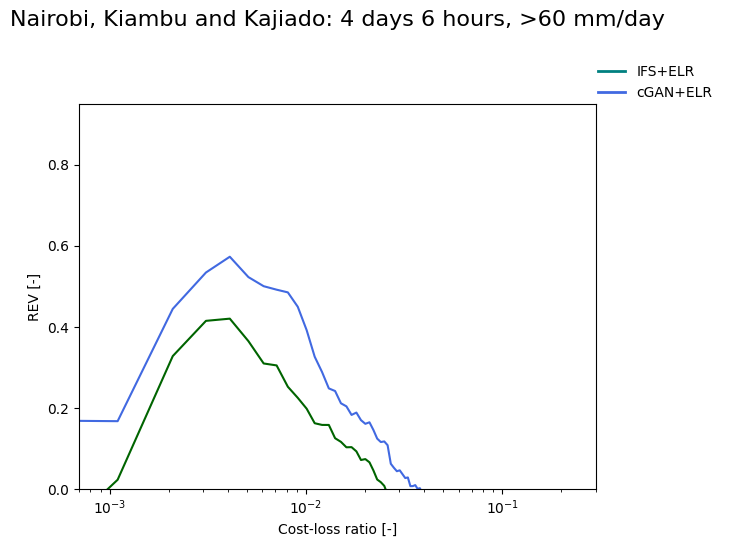 Nairobi, Kiambu and Kajiado: 4 days 6 hours, >60 mm/day
IFS+ELR
cGAN+ELR
0.8
0.6
0.4
0.2
0.0
REV [-]
10⁻³ 10⁻² 10⁻¹
Cost-loss ratio [-]